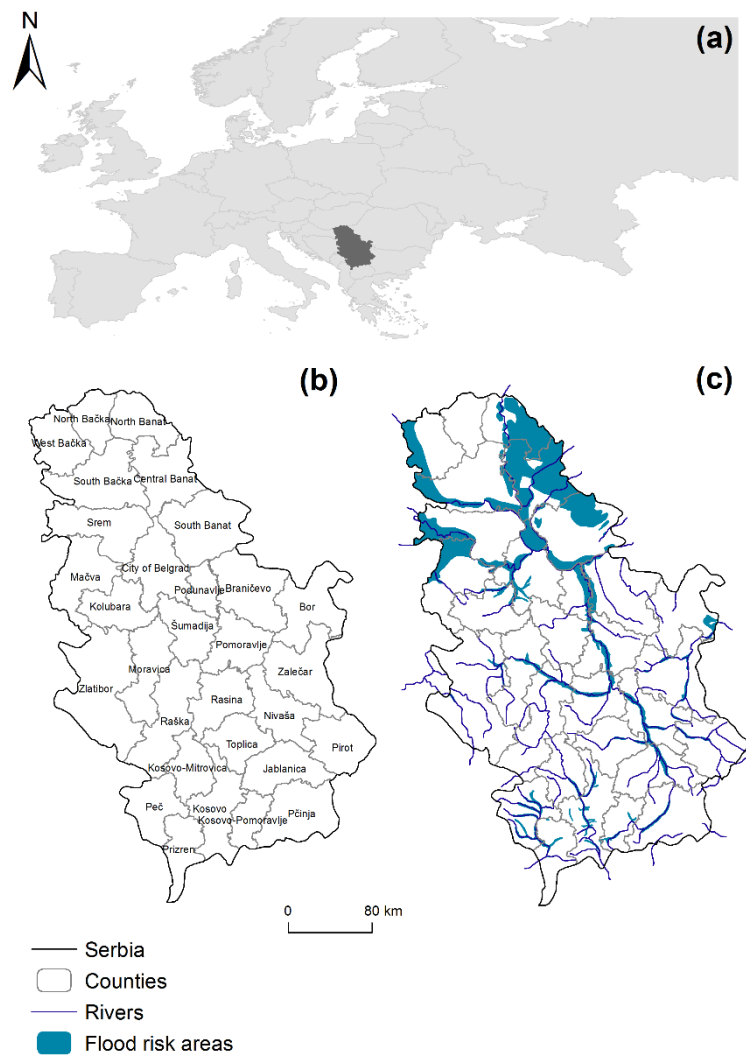 N
(a)
(b)
(c)
North Bačka
North Banat
West Bačka
South Bačka
Central Banat
Srem
South Banat
City of Belgrad
Mačva
Podunavlje
Braničevo
Kolubara
Bor
Šumadija
Pomoravlje
Moravica
Zalečar
Zlatibor
Rasina
Nivaša
Raška
Toplica
Pirot
Kosovo-Mitrovica
Jablanica
Peč
Kosovo
Pčinja
Kosovo-Pomoravlje
Prizren
0 80 km
Serbia
Counties
Rivers
Flood risk areas